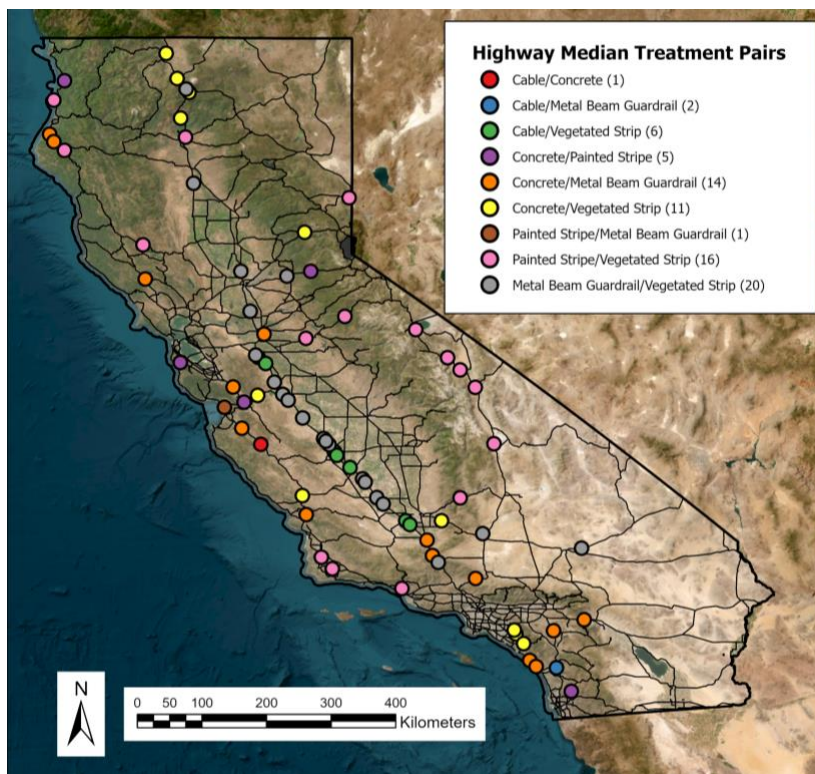 Highway Median Treatment Pairs
Cable/Concrete (1)
Cable/Metal Beam Guardrail (2)
Cable/Vegetated Strip (6)
Concrete/Painted Stripe (5)
Concrete/Metal Beam Guardrail (14)
Concrete/Vegetated Strip (11)
Painted Stripe/Metal Beam Guardrail (1)
Painted Stripe/Vegetated Strip (16)
Metal Beam Guardrail/Vegetated Strip (20)
N
0 50 100 200 300 400
Kilometers